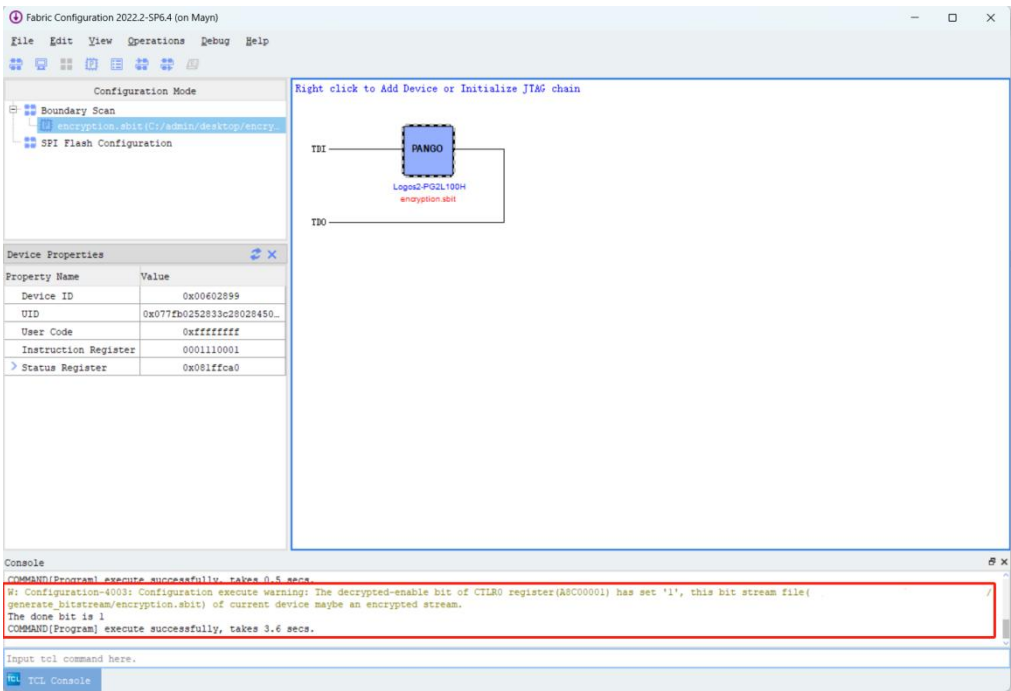 Fabric Configuration 2022.2-SP6.4 (on Mayn)
File Edit View Operations Debug Help
Configuration Mode
Boundary Scan
encryption.sbit(C:/admin/desktop/encry...
SPI Flash Configuration
Right click to Add Device or Initialize JTAG chain
TDI
PANGO
Logos2-PG2L100H
encryption.sbit
TDO
Device Properties
Property Name Value
Device ID 0x00602899
UID 0x077fb0252833c28028450...
User Code 0xffffffff
Instruction Register 0001110001
Status Register 0x081ffca0
Console
COMMAND[Program] execute successfully, takes 0.5 secs.
W: Configuration-4003: Configuration execute warning: The decrypted-enable bit of CTLR0 register(A8C00001) has set '1', this bit stream file( /
generate_bitstream/encryption.sbit) of current device maybe an encrypted stream.
The done bit is 1
COMMAND[Program] execute successfully, takes 3.6 secs.
Input tcl command here.
TCL Console